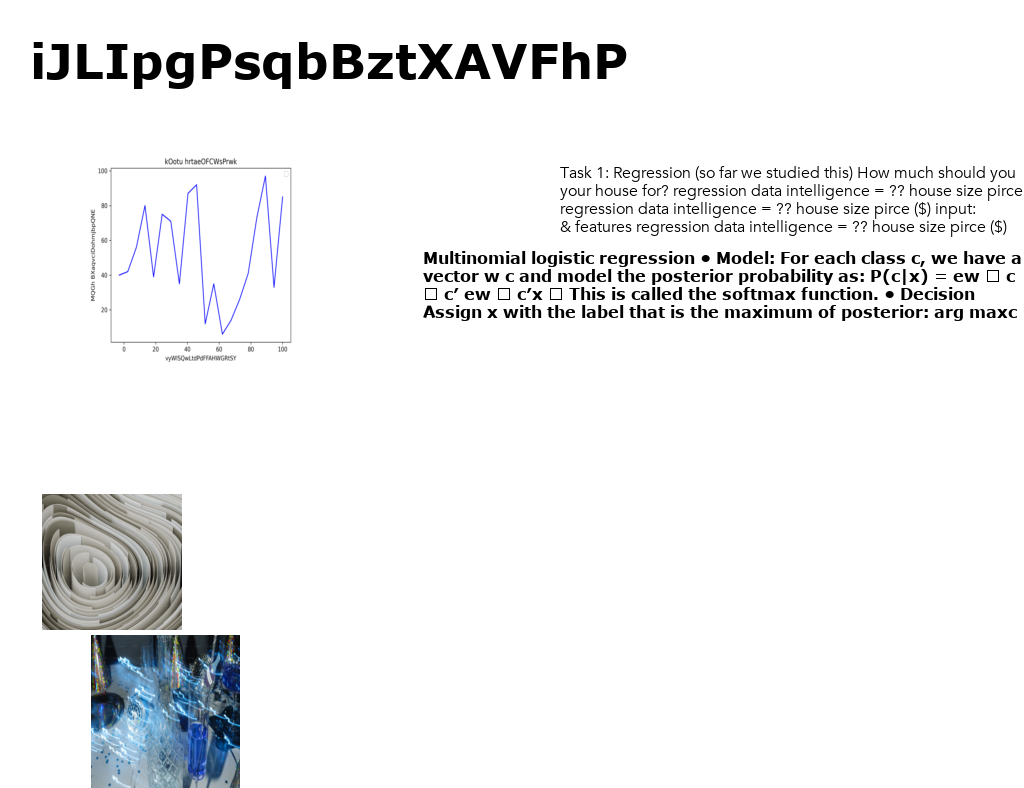 iJLIpgPsqbBztXAVFhP
kOotu hrtaeOFCWsPrwk
100
80
60
40
20
0 20 40 60 80 100
vyWlSQwLtdPdFFAHWGRtSY
Task 1: Regression (so far we studied this) How much should you
your house for? regression data intelligence = ?? house size pirce
regression data intelligence = ?? house size pirce ($) input:
& features regression data intelligence = ?? house size pirce ($)
Multinomial logistic regression ● Model: For each class c, we have a
vector w c and model the posterior probability as: P(c|x) = ew □ c
□ c′ ew □ c′x □ This is called the softmax function. ● Decision
Assign x with the label that is the maximum of posterior: arg maxc